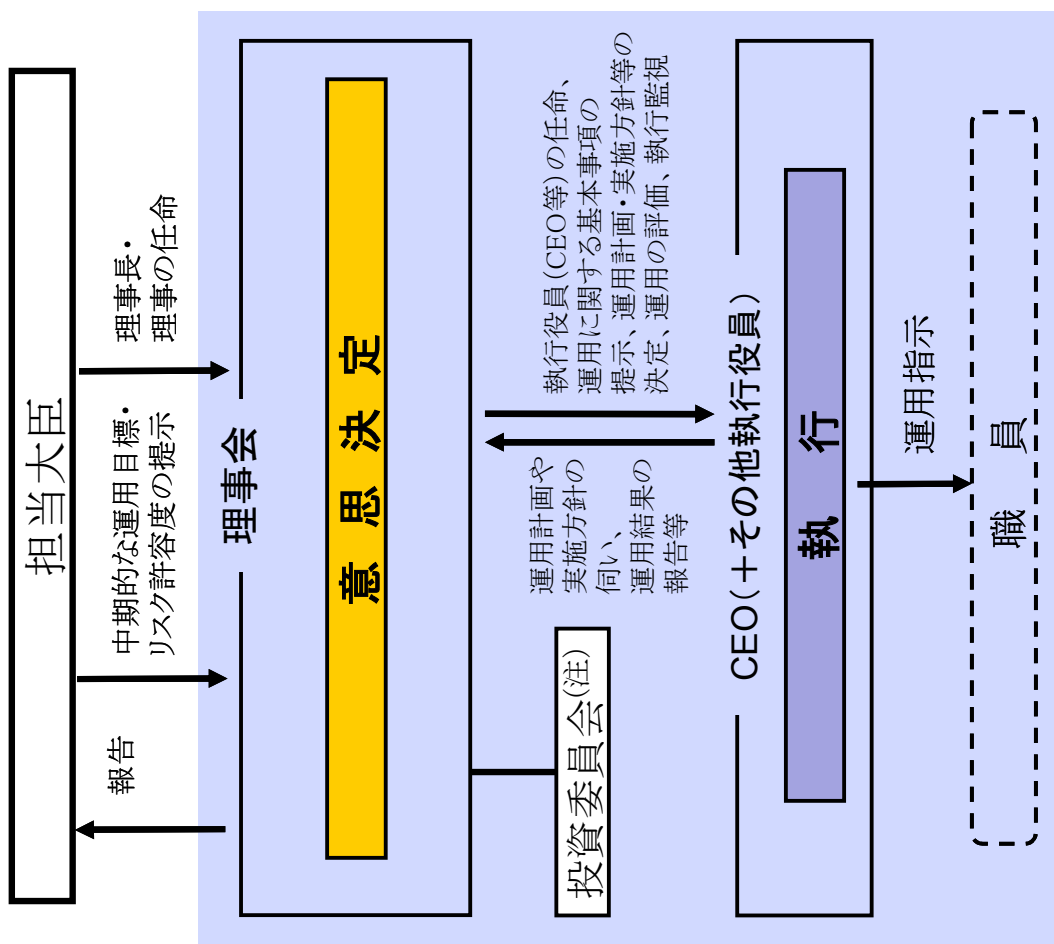 担当大臣
報告
中期的な運用目標・
リスク許容度の提示
理事長・
理事の任命
理事会
意思決定
投資委員会(注)
運用計画や
実施方針の
伺い、
運用結果の
報告等
執行役員(CEO等)の任命、
運用に関する基本事項の
提示、運用計画・実施方針等の
決定、運用の評価、執行監視
CEO(+その他執行役員)
執行
運用指示
職員